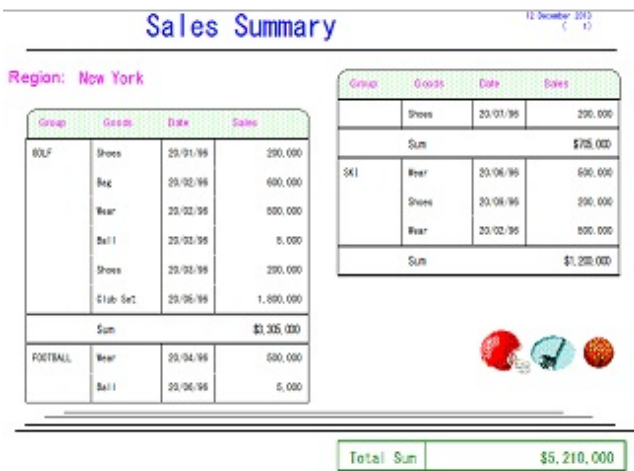 Sales Summary
12 December 2013
( 1)
Region: New York
Group Goods Date Sales
GOLF Shoes 20/01/96 200,000
Bag 20/02/96 600,000
Wear 20/02/96 500,000
Ball 20/03/96 5,000
Shoes 20/03/96 200,000
Club Set 20/05/96 1,800,000
Sum $3,305,000
FOOTBALL Wear 20/04/96 500,000
Ball 20/06/96 5,000
Group Goods Date Sales
Shoes 20/07/96 200,000
Sum $705,000
SKI Wear 20/06/96 500,000
Shoes 200,000
Wear 20/02/96 500,000
Sum $1,200,000
Total Sum $5,210,000